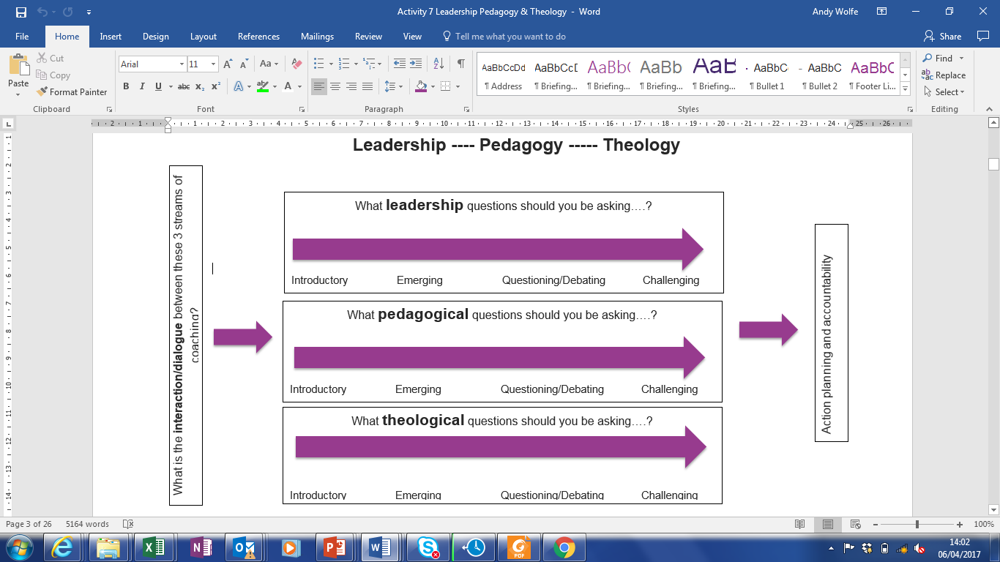 Activity 7 Leadership Pedagogy & Theology - Word
Andy Wolfe
File Home Insert Design Layout References Mailings Review View Tell me what you want to do Share
Cut
Copy
Format Painter
Paste
Clipboard
Arial 11
Font
Paragraph
AaBbCcDd AaBbCcD AaBb( AaBb AaB AaBbC AaBbC AaBbC
¶ Address ¶ Briefing... ¶ Briefing... ¶ Briefing... ¶ Briefing... ¶ Bullet 1 ¶ Bullet 2 ¶ Footer Li...
Styles
Find
Replace
Select
Editing
Leadership ---- Pedagogy ----- Theology
What is the interaction/dialogue between these 3 streams of
coaching?
What leadership questions should you be asking….?
Introductory Emerging Questioning/Debating Challenging
What pedagogical questions should you be asking….?
Introductory Emerging Questioning/Debating Challenging
What theological questions should you be asking….?
Introductory Emerging Questioning/Debating Challenging
Action planning and accountability
Page 3 of 26 5164 words
100%
14:02
06/04/2017